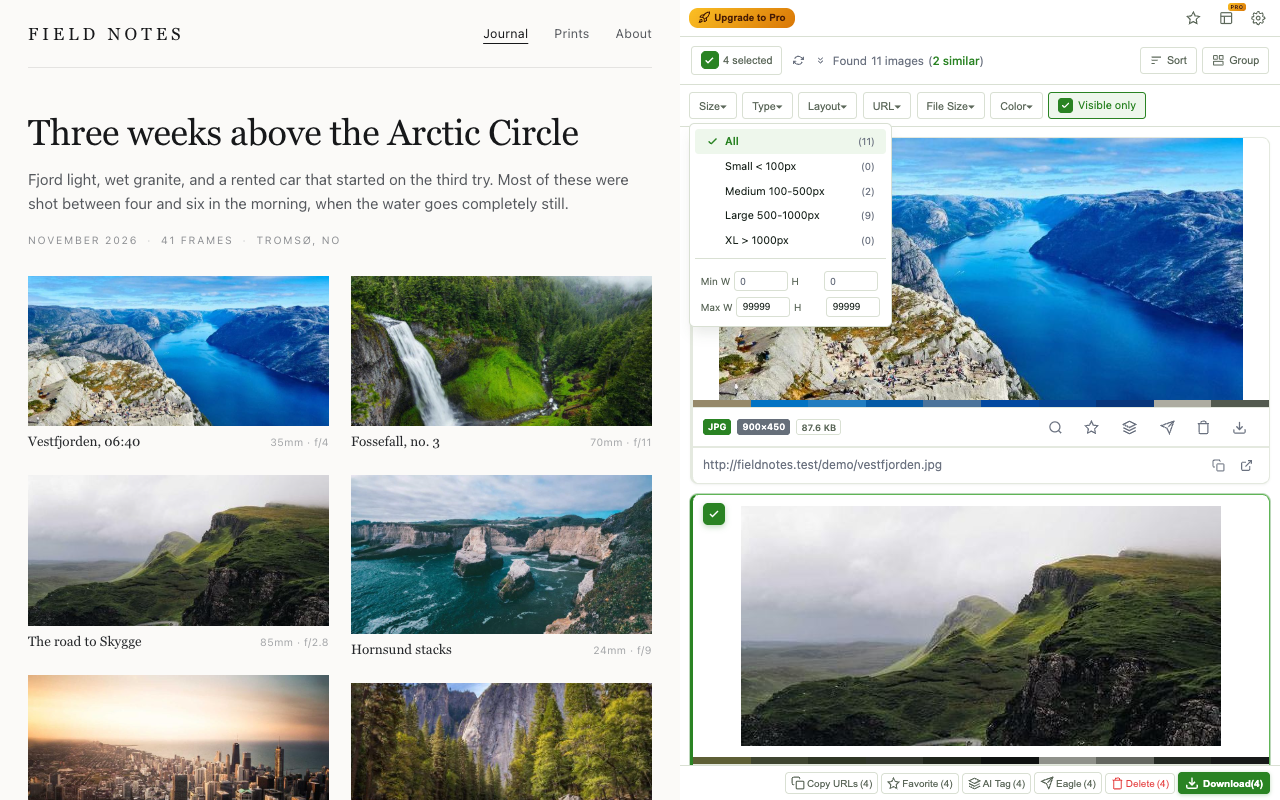 FIELD NOTES
Journal
Prints
About
Three weeks above the Arctic Circle
Fjord light, wet granite, and a rented car that started on the third try. Most of these were
shot between four and six in the morning, when the water goes completely still.
NOVEMBER 2026 · 41 FRAMES · TROMSØ, NO
Vestfjorden, 06:40
35mm · f/4
Fossefall, no. 3
70mm · f/11
The road to Skygge
85mm · f/2.8
Hornsund stacks
24mm · f/9
Upgrade to Pro
PRO
4 selected
Found 11 images (2 similar)
Sort
Group
Size
Type
Layout
URL
File Size
Color
Visible only
All (11)
Small < 100px (0)
Medium 100-500px (2)
Large 500-1000px (9)
XL > 1000px (0)
Min W 0 H 0
Max W 99999 H 99999
JPG 900×450 87.6 KB
http://fieldnotes.test/demo/vestfjorden.jpg
Copy URLs (4)
Favorite (4)
AI Tag (4)
Eagle (4)
Delete (4)
Download(4)